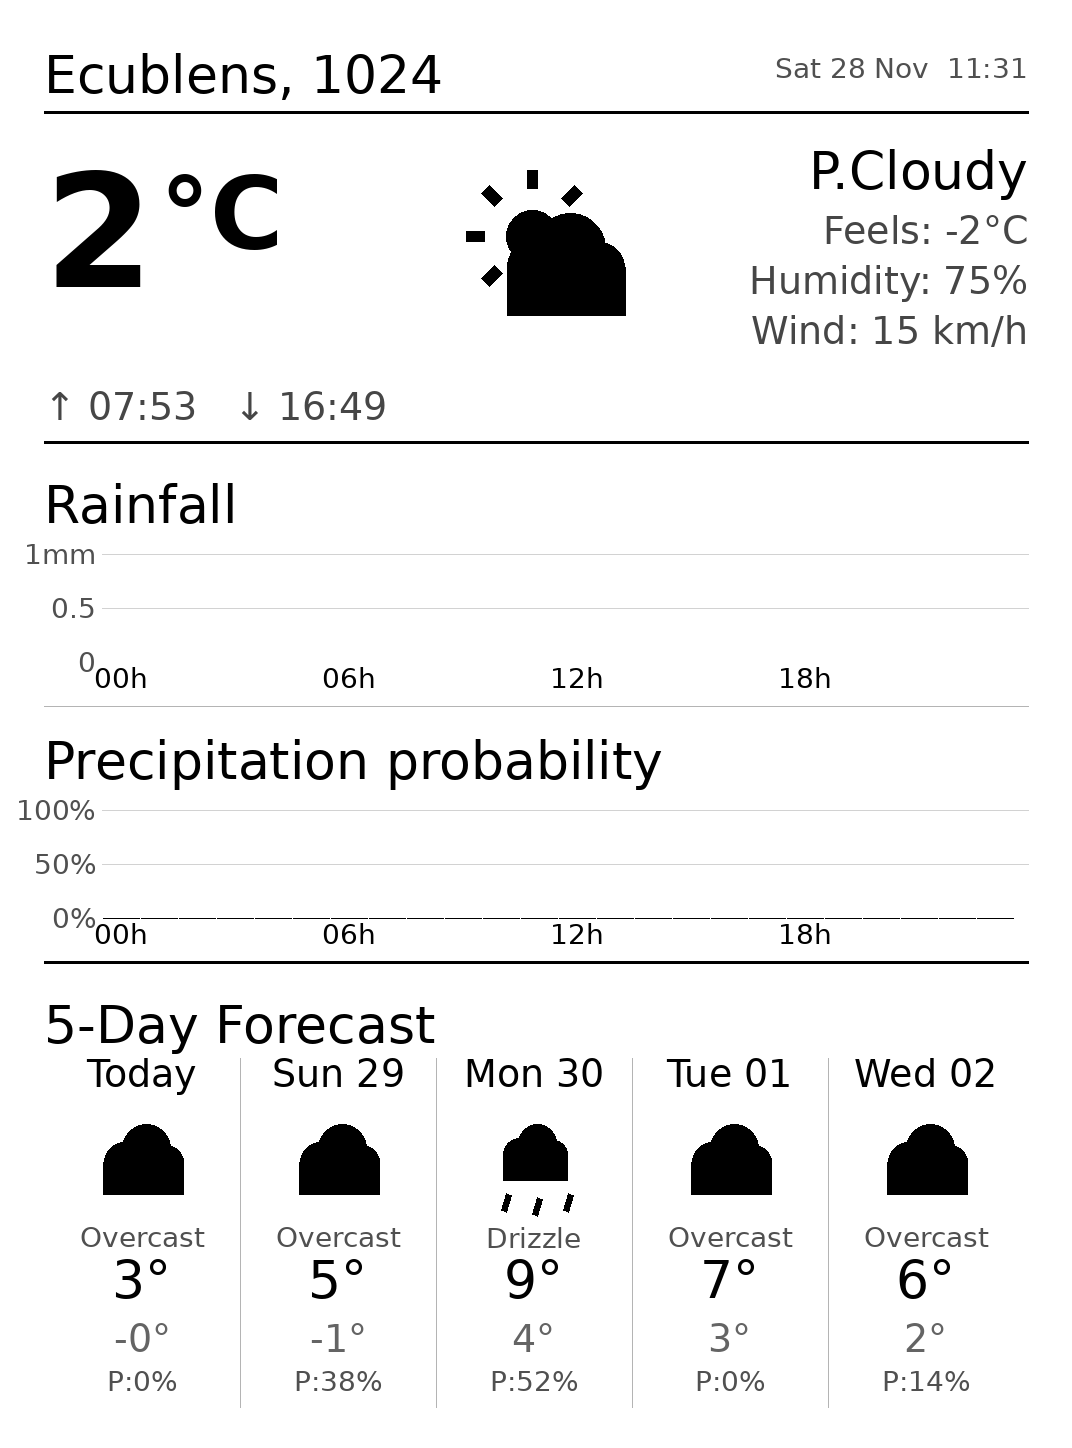 Ecublens, 1024
Sat 28 Nov  11:31
2°C
P.Cloudy
Feels: -2°C
Humidity: 75%
Wind: 15 km/h
↑ 07:53   ↓ 16:49
Rainfall
1mm
0.5
0
00h 06h 12h 18h
Precipitation probability
100%
50%
0%
00h 06h 12h 18h
5-Day Forecast
Today Sun 29 Mon 30 Tue 01 Wed 02
Overcast Overcast Drizzle Overcast Overcast
3° 5° 9° 7° 6°
-0° -1° 4° 3° 2°
P:0% P:38% P:52% P:0% P:14%